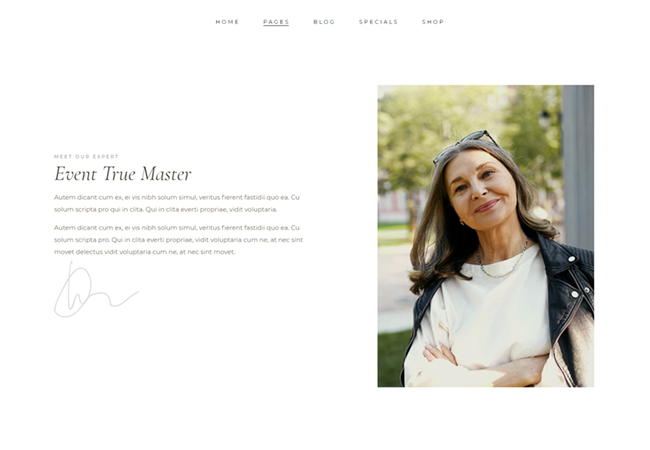 HOME PAGES BLOG SPECIALS SHOP
MEET OUR EXPERT
Event True Master
Autem dicant cum ex, ei vis nibh solum simul, veritus fierent fastidii quo ea. Cu
solum scripta pro qui in clita. Qui in clita everti propriae, vidit voluptaria.
Autem dicant cum ex, ei vis nibh solum simul, veritus fierent fastidii quo ea. Cu
solum scripta pro. Qui in clita everti propriae, vidit voluptaria cum ne, at nec sint
movet delectus vidit voluptaria cum ne, at nec sint movet.